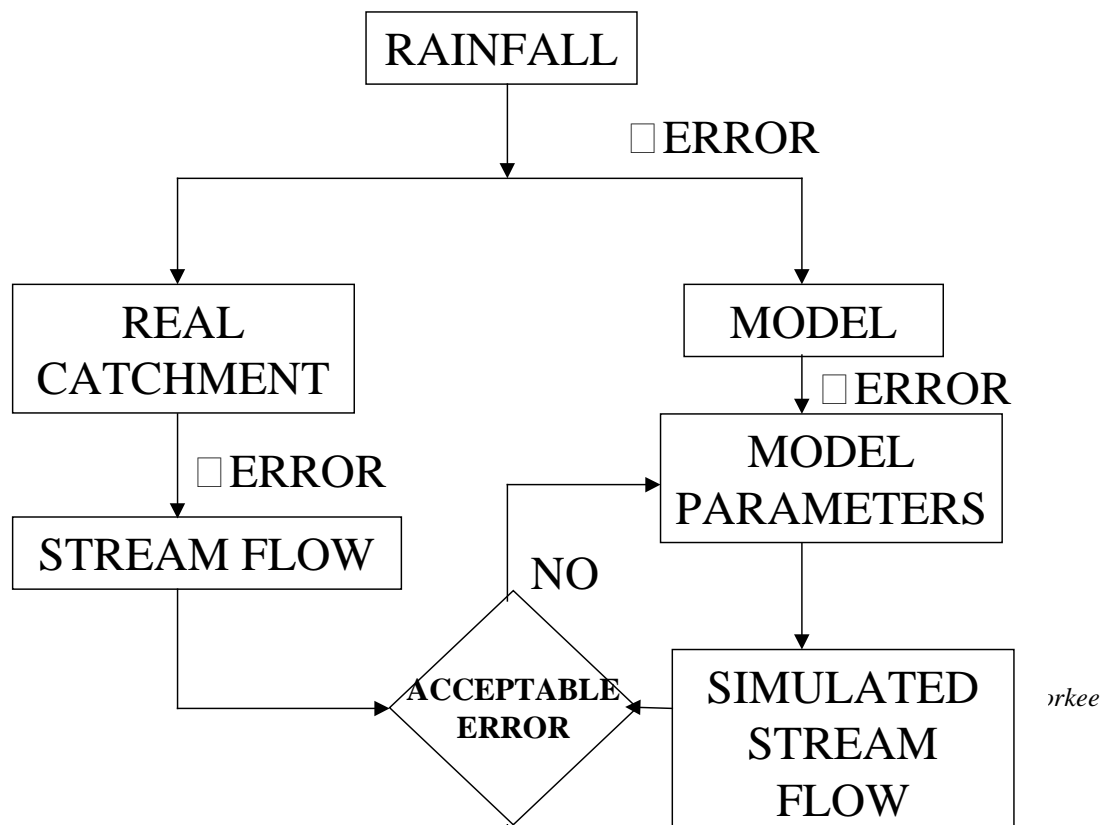 RAINFALL
□ERROR
REAL
CATCHMENT
MODEL
□ERROR
MODEL
PARAMETERS
□ERROR
STREAM FLOW
NO
ACCEPTABLE
ERROR
SIMULATED
STREAM
FLOW